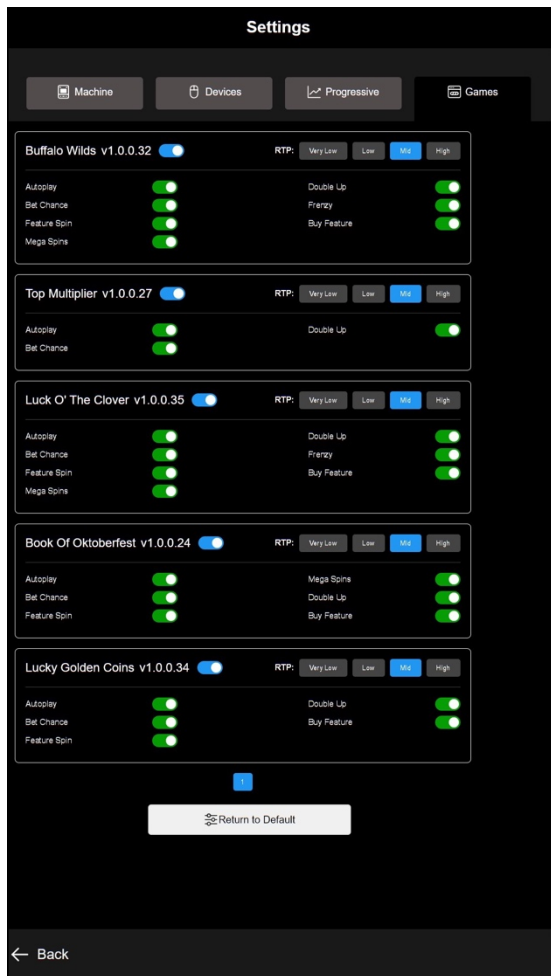 Settings
Machine Devices Progressive Games
Buffalo Wilds v1.0.0.32 RTP: Very Low Low Mid High
Autoplay Double Up
Bet Chance Frenzy
Feature Spin Buy Feature
Mega Spins
Top Multiplier v1.0.0.27 RTP: Very Low Low Mid High
Autoplay Double Up
Bet Chance
Luck O' The Clover v1.0.0.35 RTP: Very Low Low Mid High
Autoplay Double Up
Bet Chance Frenzy
Feature Spin Buy Feature
Mega Spins
Book Of Oktoberfest v1.0.0.24 RTP: Very Low Low Mid High
Autoplay Mega Spins
Bet Chance Double Up
Feature Spin Buy Feature
Lucky Golden Coins v1.0.0.34 RTP: Very Low Low Mid High
Autoplay Double Up
Bet Chance Buy Feature
Feature Spin
1
Return to Default
Back